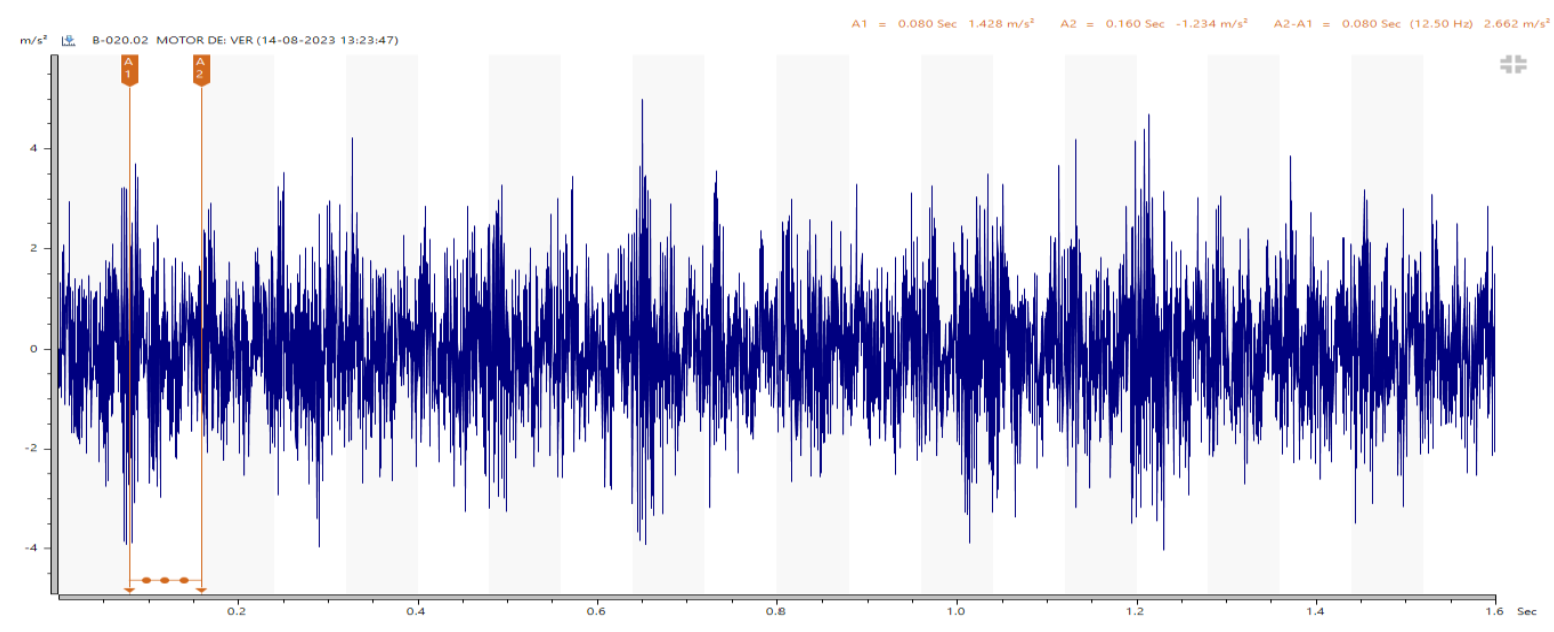 A1 = 0.080 Sec 1.428 m/s² A2 = 0.160 Sec -1.234 m/s² A2-A1 = 0.080 Sec (12.50 Hz) 2.662 m/s²
m/s² B-020.02 MOTOR DE: VER (14-08-2023 13:23:47)
A A
1 2
4
2
0
-2
-4
0.2 0.4 0.6 0.8 1.0 1.2 1.4 1.6 Sec